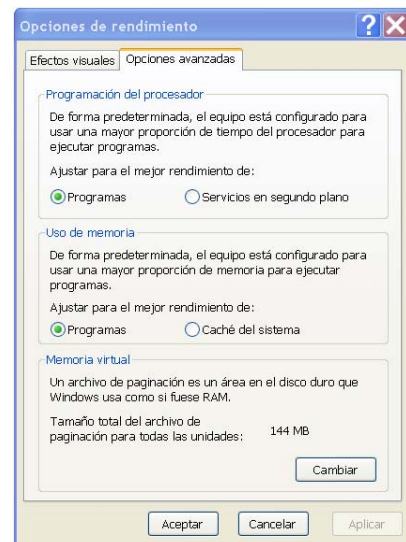 Opciones de rendimiento
Efectos visuales
Opciones avanzadas
Programación del procesador
De forma predeterminada, el equipo está configurado para
usar una mayor proporción de tiempo del procesador para
ejecutar programas.
Ajustar para el mejor rendimiento de:
Programas
Servicios en segundo plano
Uso de memoria
De forma predeterminada, el equipo está configurado para
usar una mayor proporción de memoria para ejecutar
programas.
Ajustar para el mejor rendimiento de:
Programas
Caché del sistema
Memoria virtual
Un archivo de paginación es un área en el disco duro que
Windows usa como si fuese RAM.
Tamaño total del archivo de
paginación para todas las unidades:
144 MB
Cambiar
Aceptar
Cancelar
Aplicar